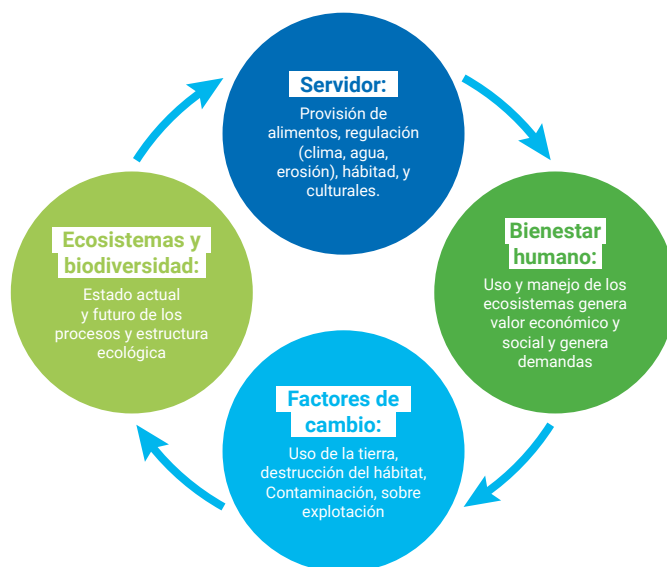 Servidor:
Provisión de
alimentos, regulación
(clima, agua,
erosión), hábitad, y
culturales.
Bienestar
humano:
Uso y manejo de los
ecosistemas genera
valor económico y
social y genera
demandas
Factores de
cambio:
Uso de la tierra,
destrucción del hábitat,
Contaminación, sobre
explotación
Ecosistemas y
biodiversidad:
Estado actual
y futuro de los
procesos y estructura
ecológica